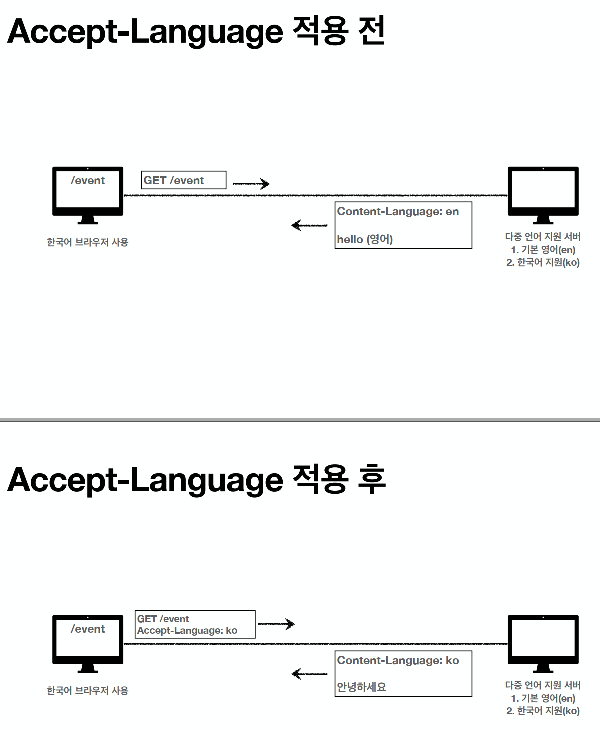 Accept-Language 적용 전
/event
GET /event
Content-Language: en
hello (영어)
한국어 브라우저 사용
다중 언어 지원 서버
1. 기본 영어(en)
2. 한국어 지원(ko)
Accept-Language 적용 후
/event
GET /event
Accept-Language: ko
Content-Language: ko
안녕하세요
한국어 브라우저 사용
다중 언어 지원 서버
1. 기본 영어(en)
2. 한국어 지원(ko)